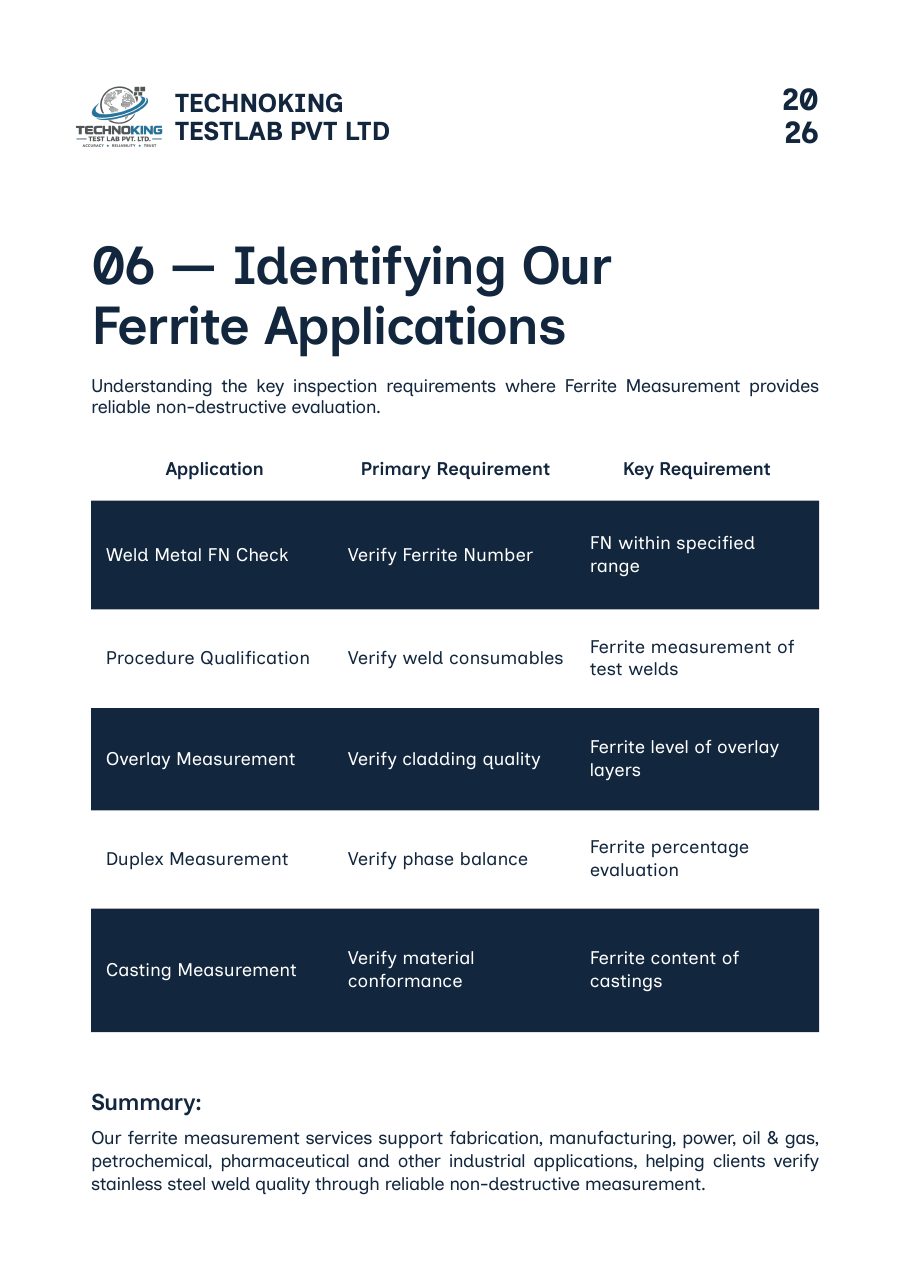 TECHNOKING
TEST LAB PVT. LTD.
ACCURACY • RELIABILITY • TRUST
TECHNOKING
TESTLAB PVT LTD
20
26
06 — Identifying Our
Ferrite Applications
Understanding the key inspection requirements where Ferrite Measurement provides
reliable non-destructive evaluation.
Application Primary Requirement Key Requirement
Weld Metal FN Check Verify Ferrite Number FN within specified
range
Procedure Qualification Verify weld consumables Ferrite measurement of
test welds
Overlay Measurement Verify cladding quality Ferrite level of overlay
layers
Duplex Measurement Verify phase balance Ferrite percentage
evaluation
Casting Measurement Verify material
conformance
Ferrite content of
castings
Summary:
Our ferrite measurement services support fabrication, manufacturing, power, oil & gas,
petrochemical, pharmaceutical and other industrial applications, helping clients verify
stainless steel weld quality through reliable non-destructive measurement.